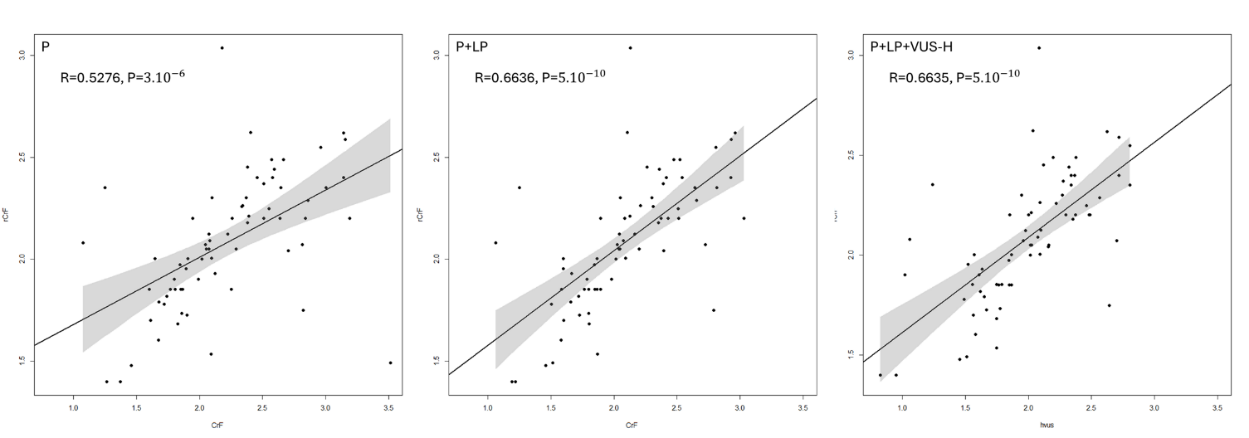 P
R=0.5276, P=3.10⁻⁶
3.0
2.5
2.0
1.5
rCrF
1.0 1.5 2.0 2.5 3.0 3.5
CrF
P+LP
R=0.6636, P=5.10⁻¹⁰
3.0
2.5
2.0
1.5
rCrF
1.0 1.5 2.0 2.5 3.0 3.5
CrF
P+LP+VUS-H
R=0.6635, P=5.10⁻¹⁰
3.0
2.5
2.0
1.5
1.0 1.5 2.0 2.5 3.0 3.5
hvus